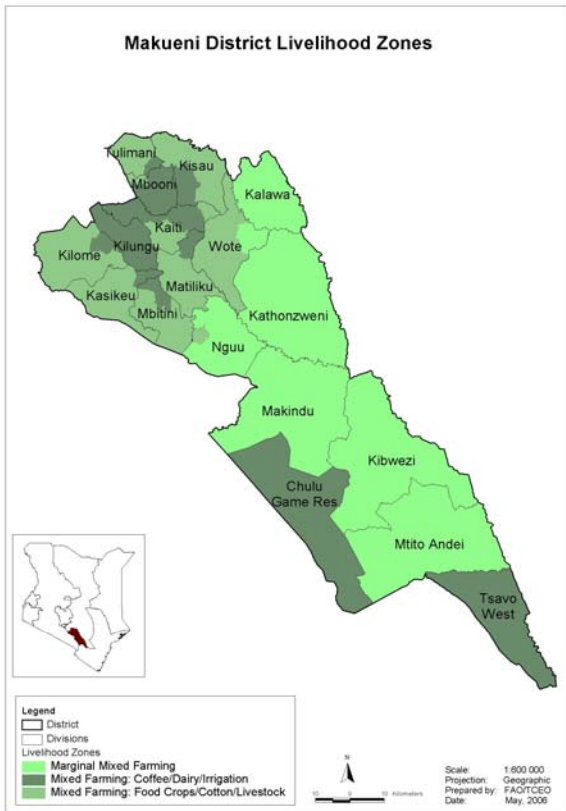 Makueni District Livelihood Zones
Tulimani
Kisau
Mbooni
Kalawa
Kaiti
Kilome
Kilungu
Wote
Kasikeu
Matiliku
Mbitini
Kathonzweni
Nguu
Makindu
Kibwezi
Chulu
Game Res.
Mtito Andei
Tsavo
West
Legend
District
Divisions
Livelihood Zones
Marginal Mixed Farming
Mixed Farming: Coffee/Dairy/Irrigation
Mixed Farming: Food Crops/Cotton/Livestock
N
10 0 10 Kilometers
Scale: 1:600 000
Projection: Geographic
Prepared by: FAO/TCEO
Date: May, 2006